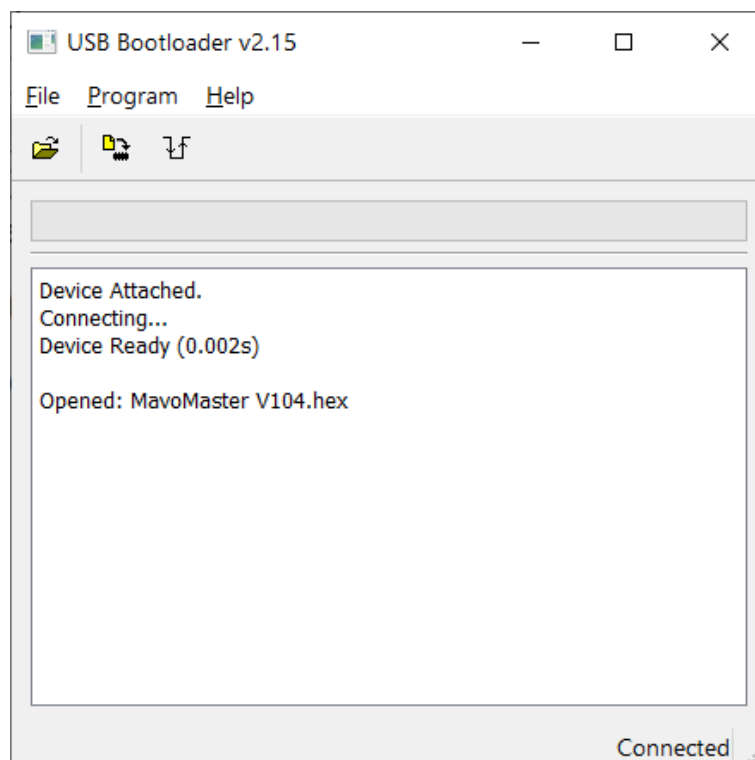 USB Bootloader v2.15
File Program Help
Device Attached.
Connecting...
Device Ready (0.002s)
Opened: MavoMaster V104.hex
Connected